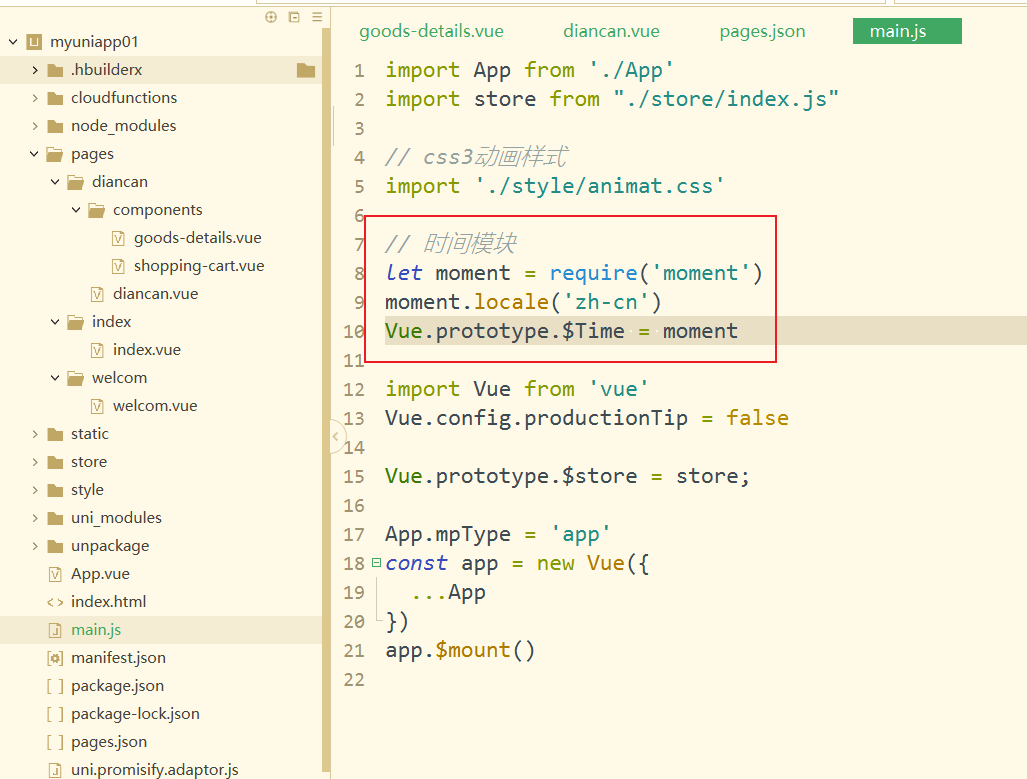 myuniapp01
.hbuilderx
cloudfunctions
node_modules
pages
diancan
components
goods-details.vue
shopping-cart.vue
diancan.vue
index
index.vue
welcom
welcom.vue
static
store
style
uni_modules
unpackage
App.vue
index.html
main.js
manifest.json
package.json
package-lock.json
pages.json
uni.promisify.adaptor.js
goods-details.vue diancan.vue pages.json main.js
1 import App from './App'
2 import store from "./store/index.js"
3
4 // css3动画样式
5 import './style/animat.css'
6
7 // 时间模块
8 let moment = require('moment')
9 moment.locale('zh-cn')
10 Vue.prototype.$Time = moment
11
12 import Vue from 'vue'
13 Vue.config.productionTip = false
14
15 Vue.prototype.$store = store;
16
17 App.mpType = 'app'
18 const app = new Vue({
19 ...App
20 })
21 app.$mount()
22